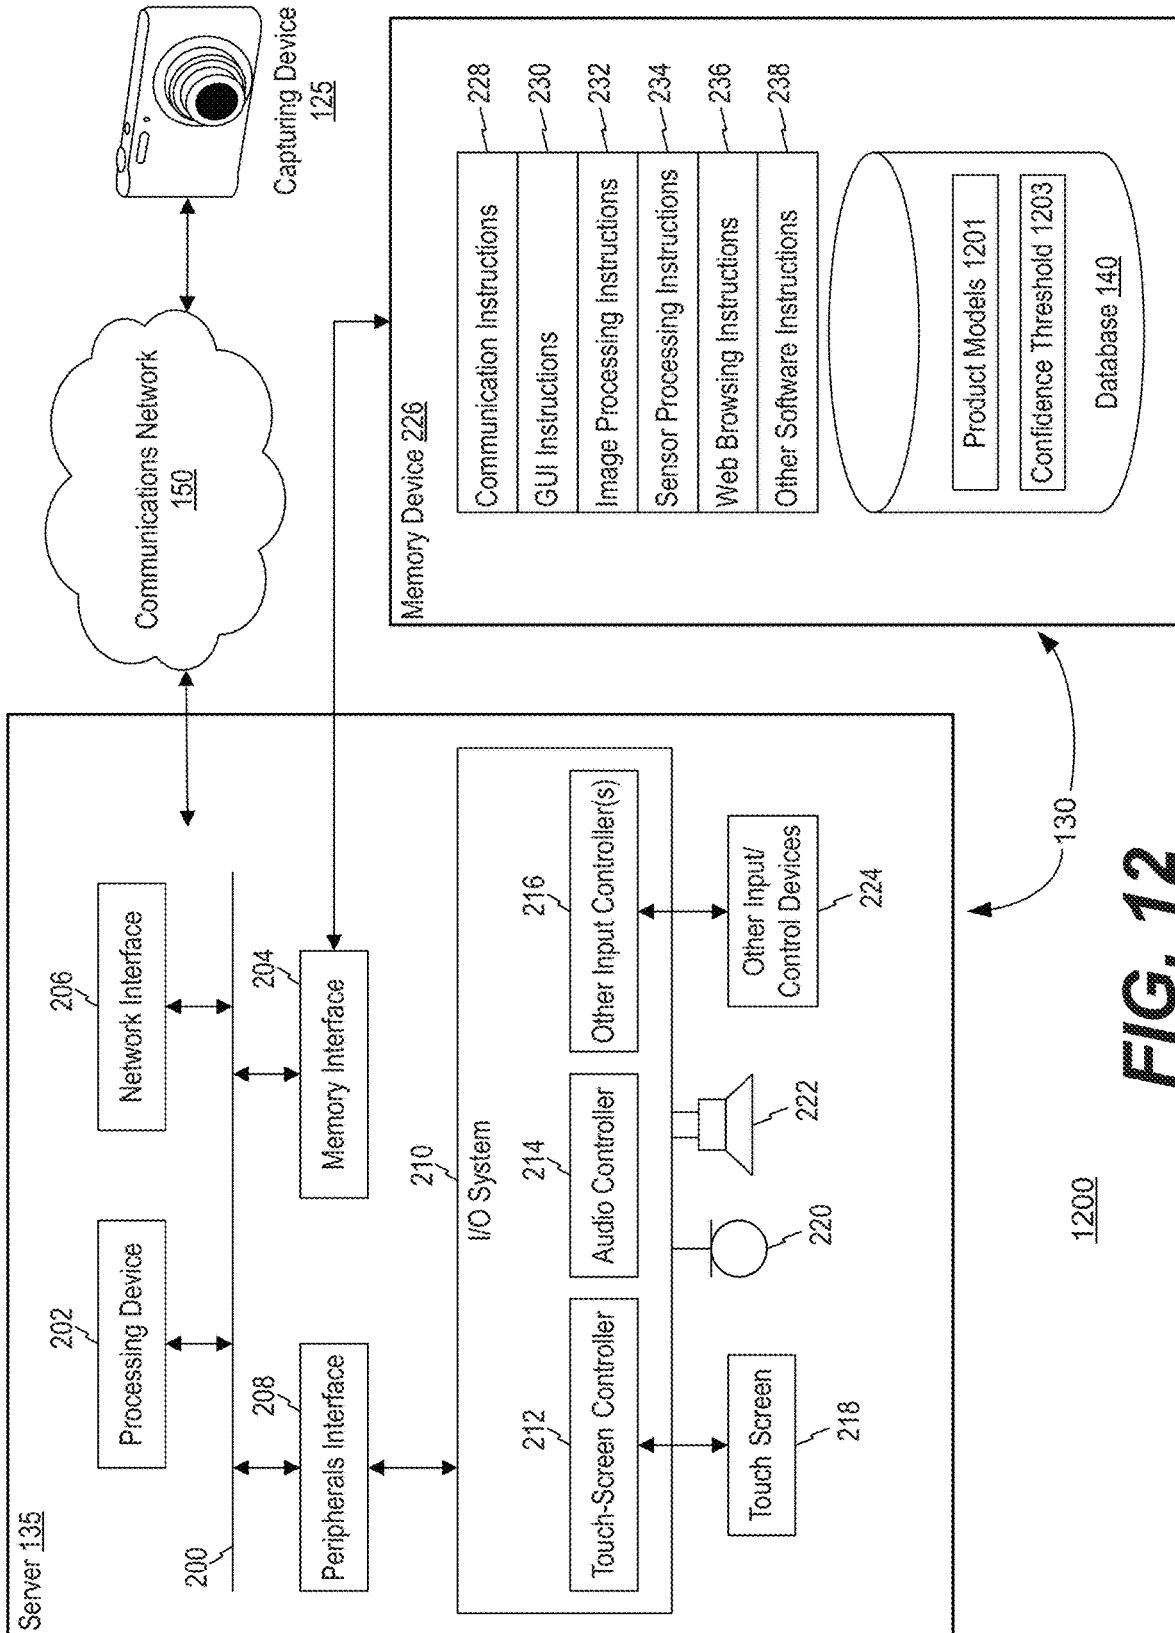 Server 135
202
Processing Device
206
Network Interface
200
208
Peripherals Interface
204
Memory Interface
210
I/O System
212
Touch-Screen Controller
214
Audio Controller
216
Other Input Controller(s)
Touch Screen
218
220
222
Other Input/
Control Devices
224
130
Communications Network
150
Capturing Device
125
Memory Device 226
Communication Instructions
228
GUI Instructions
230
Image Processing Instructions
232
Sensor Processing Instructions
234
Web Browsing Instructions
236
Other Software Instructions
238
Product Models 1201
Confidence Threshold 1203
Database 140
1200
FIG. 12